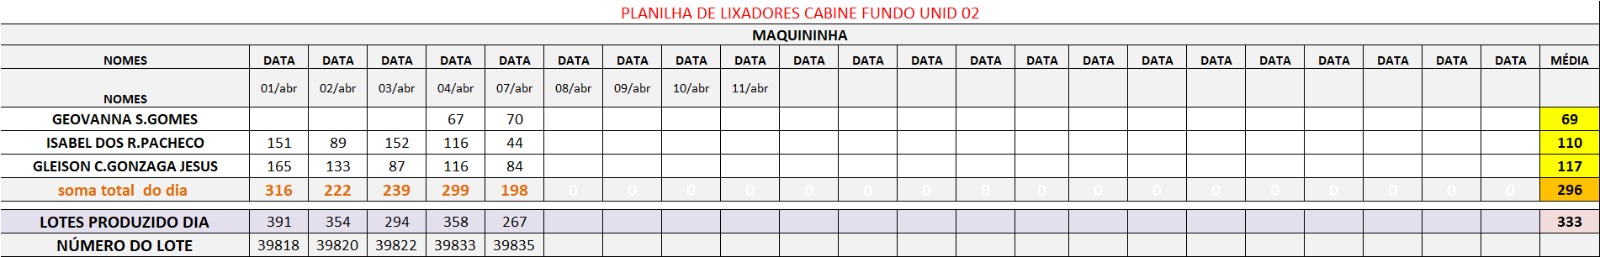 PLANILHA DE LIXADORES CABINE FUNDO UNID 02
MAQUININHA
NOMES DATA DATA DATA DATA DATA DATA DATA DATA DATA DATA DATA DATA DATA DATA DATA DATA DATA DATA DATA DATA DATA DATA MÉDIA
NOMES 01/abr 02/abr 03/abr 04/abr 07/abr 08/abr 09/abr 10/abr 11/abr
GEOVANNA S.GOMES 67 70 69
ISABEL DOS R.PACHECO 151 89 152 116 44 110
GLEISON C.GONZAGA JESUS 165 133 87 116 84 117
soma total do dia 316 222 239 299 198 0 0 0 0 0 0 0 0 0 0 0 0 0 0 0 0 0 296
LOTES PRODUZIDO DIA 391 354 294 358 267 333
NÚMERO DO LOTE 39818 39820 39822 39833 39835